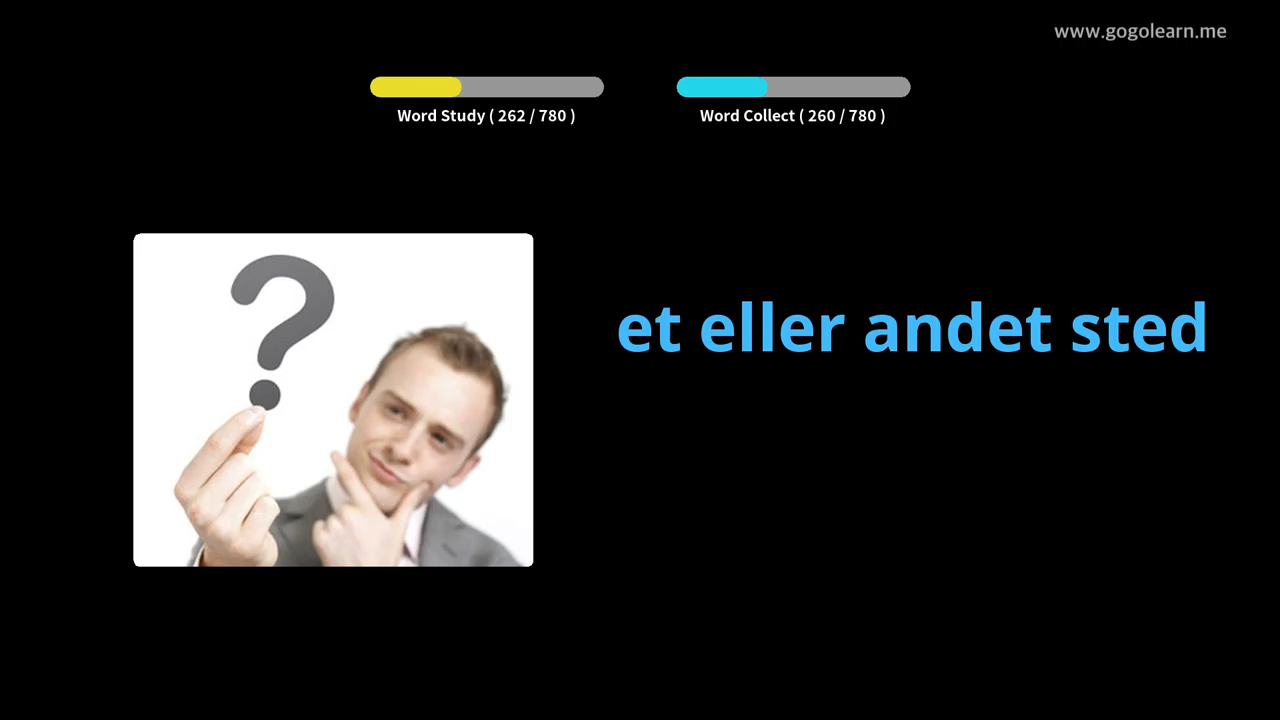 www.gogolearn.me
Word Study ( 262 / 780 )
Word Collect ( 260 / 780 )
?
et eller andet sted